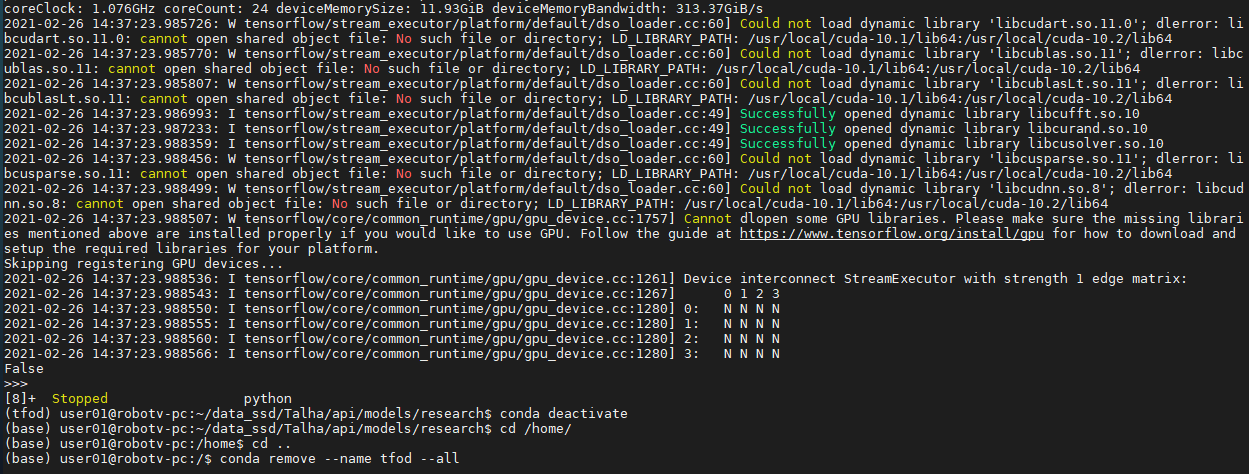 coreClock: 1.076GHz coreCount: 24 deviceMemorySize: 11.93GiB deviceMemoryBandwidth: 313.37GiB/s
2021-02-26 14:37:23.985726: W tensorflow/stream_executor/platform/default/dso_loader.cc:60] Could not load dynamic library 'libcudart.so.11.0'; dlerror: li
bcudart.so.11.0: cannot open shared object file: No such file or directory; LD_LIBRARY_PATH: /usr/local/cuda-10.1/lib64:/usr/local/cuda-10.2/lib64
2021-02-26 14:37:23.985770: W tensorflow/stream_executor/platform/default/dso_loader.cc:60] Could not load dynamic library 'libcublas.so.11'; dlerror: libc
ublas.so.11: cannot open shared object file: No such file or directory; LD_LIBRARY_PATH: /usr/local/cuda-10.1/lib64:/usr/local/cuda-10.2/lib64
2021-02-26 14:37:23.985807: W tensorflow/stream_executor/platform/default/dso_loader.cc:60] Could not load dynamic library 'libcublasLt.so.11'; dlerror: li
bcublasLt.so.11: cannot open shared object file: No such file or directory; LD_LIBRARY_PATH: /usr/local/cuda-10.1/lib64:/usr/local/cuda-10.2/lib64
2021-02-26 14:37:23.986993: I tensorflow/stream_executor/platform/default/dso_loader.cc:49] Successfully opened dynamic library libcufft.so.10
2021-02-26 14:37:23.987233: I tensorflow/stream_executor/platform/default/dso_loader.cc:49] Successfully opened dynamic library libcurand.so.10
2021-02-26 14:37:23.988359: I tensorflow/stream_executor/platform/default/dso_loader.cc:49] Successfully opened dynamic library libcusolver.so.10
2021-02-26 14:37:23.988456: W tensorflow/stream_executor/platform/default/dso_loader.cc:60] Could not load dynamic library 'libcusparse.so.11'; dlerror: li
bcusparse.so.11: cannot open shared object file: No such file or directory; LD_LIBRARY_PATH: /usr/local/cuda-10.1/lib64:/usr/local/cuda-10.2/lib64
2021-02-26 14:37:23.988499: W tensorflow/stream_executor/platform/default/dso_loader.cc:60] Could not load dynamic library 'libcudnn.so.8'; dlerror: libcud
nn.so.8: cannot open shared object file: No such file or directory; LD_LIBRARY_PATH: /usr/local/cuda-10.1/lib64:/usr/local/cuda-10.2/lib64
2021-02-26 14:37:23.988507: W tensorflow/core/common_runtime/gpu/gpu_device.cc:1757] Cannot dlopen some GPU libraries. Please make sure the missing librari
es mentioned above are installed properly if you would like to use GPU. Follow the guide at https://www.tensorflow.org/install/gpu for how to download and
setup the required libraries for your platform.
Skipping registering GPU devices...
2021-02-26 14:37:23.988536: I tensorflow/core/common_runtime/gpu/gpu_device.cc:1261] Device interconnect StreamExecutor with strength 1 edge matrix:
2021-02-26 14:37:23.988543: I tensorflow/core/common_runtime/gpu/gpu_device.cc:1267]      0 1 2 3
2021-02-26 14:37:23.988550: I tensorflow/core/common_runtime/gpu/gpu_device.cc:1280] 0:   N N N N
2021-02-26 14:37:23.988555: I tensorflow/core/common_runtime/gpu/gpu_device.cc:1280] 1:   N N N N
2021-02-26 14:37:23.988560: I tensorflow/core/common_runtime/gpu/gpu_device.cc:1280] 2:   N N N N
2021-02-26 14:37:23.988566: I tensorflow/core/common_runtime/gpu/gpu_device.cc:1280] 3:   N N N N
False
>>>
[8]+  Stopped                 python
(tfod) user01@robotv-pc:~/data_ssd/Talha/api/models/research$ conda deactivate
(base) user01@robotv-pc:~/data_ssd/Talha/api/models/research$ cd /home/
(base) user01@robotv-pc:/home$ cd ..
(base) user01@robotv-pc:/$ conda remove --name tfod --all